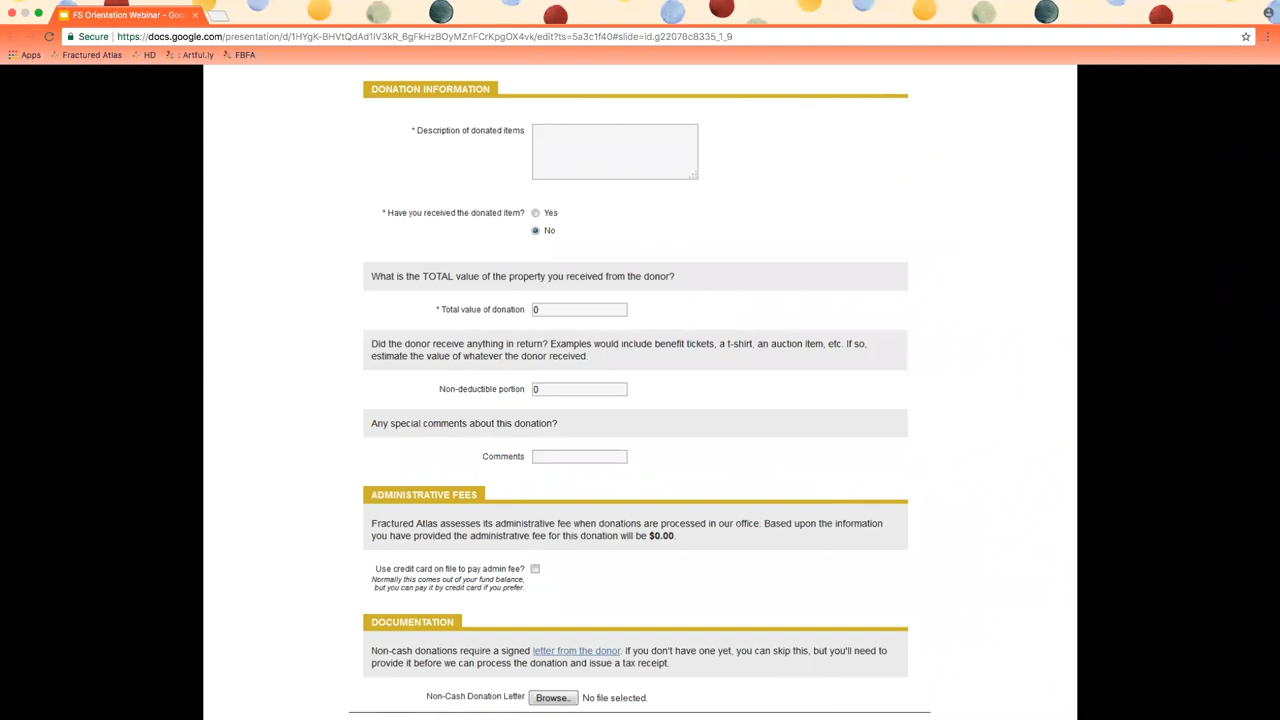 FS Orientation Webinar - Goo
Secure
https://docs.google.com/presentation/d/1HYgK-BHVtQdAd1IV3kR_6gFkHzBOyMZnFCrKpgOX4vk/edit?ts=5a3c1f40#slide=id.g22078c8335_1_9
Apps
Fractured Atlas
HD
: Artful.ly
FBFA
DONATION INFORMATION
* Description of donated items
* Have you received the donated item?
Yes
No
What is the TOTAL value of the property you received from the donor?
* Total value of donation
0
Did the donor receive anything in return? Examples would include benefit tickets, a t-shirt, an auction item, etc. If so,
estimate the value of whatever the donor received.
Non-deductible portion
0
Any special comments about this donation?
Comments
ADMINISTRATIVE FEES
Fractured Atlas assesses its administrative fee when donations are processed in our office. Based upon the information
you have provided the administrative fee for this donation will be $0.00.
Use credit card on file to pay admin fee?
Normally this comes out of your fund balance,
but you can pay it by credit card if you prefer.
DOCUMENTATION
Non-cash donations require a signed letter from the donor. If you don't have one yet, you can skip this, but you'll need to
provide it before we can process the donation and issue a tax receipt.
Non-Cash Donation Letter
Browse..
No file selected.